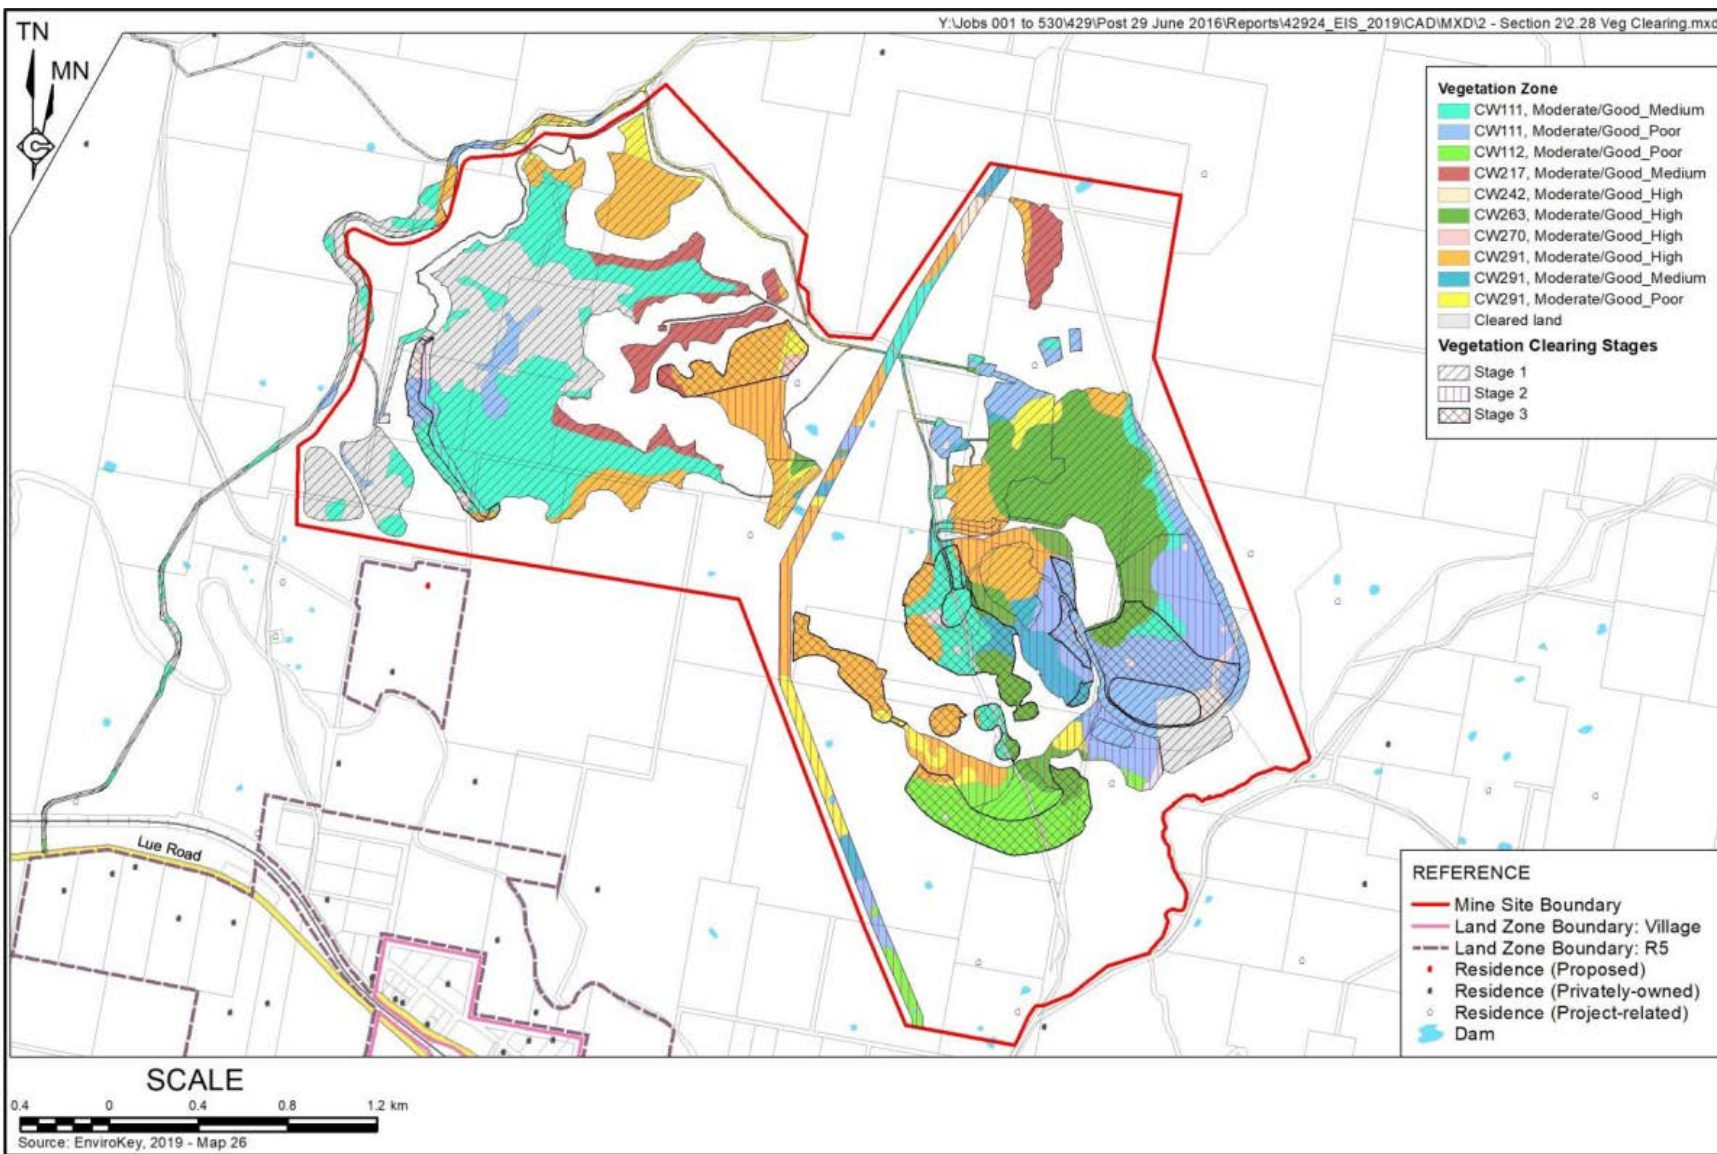 Y:\Jobs 001 to 530\429\Post 29 June 2016\Reports\42924_EIS_2019\CAD\MXD\2 - Section 2\2.28 Veg Clearing.mxd
TN
MN
Vegetation Zone
CW111, Moderate/Good_Medium
CW111, Moderate/Good_Poor
CW112, Moderate/Good_Poor
CW217, Moderate/Good_Medium
CW242, Moderate/Good_High
CW263, Moderate/Good_High
CW270, Moderate/Good_High
CW291, Moderate/Good_High
CW291, Moderate/Good_Medium
CW291, Moderate/Good_Poor
Cleared land
Vegetation Clearing Stages
Stage 1
Stage 2
Stage 3
Lue Road
REFERENCE
Mine Site Boundary
Land Zone Boundary: Village
Land Zone Boundary: R5
Residence (Proposed)
Residence (Privately-owned)
Residence (Project-related)
Dam
SCALE
0.4 0 0.4 0.8 1.2 km
Source: EnviroKey, 2019 - Map 26